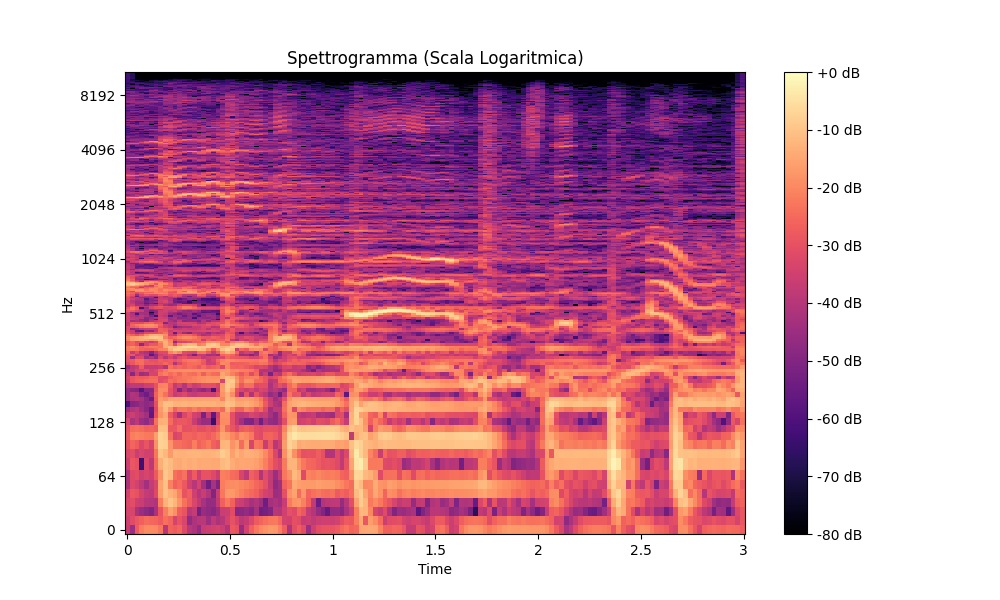 Spettrogramma (Scala Logaritmica)
Hz
8192
4096
2048
1024
512
256
128
64
0
0
0.5
1
1.5
2
2.5
3
Time
+0 dB
-10 dB
-20 dB
-30 dB
-40 dB
-50 dB
-60 dB
-70 dB
-80 dB